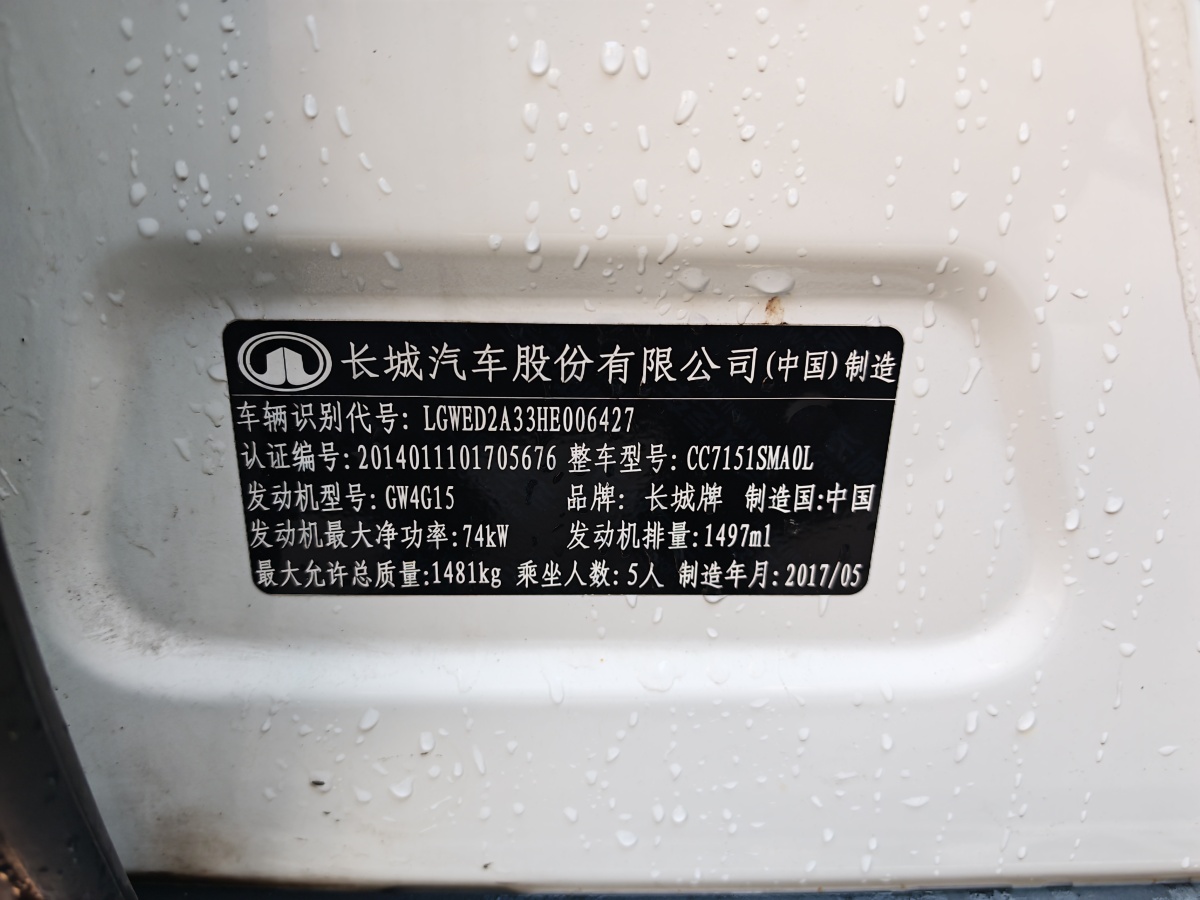 长城汽车股份有限公司(中国)制造
车辆识别代号: LGWED2A33HE006427
认证编号:2014011101705676 整车型号: CC7151SMA0L
发动机型号: GW4G15 品牌: 长城牌 制造国:中国
发动机最大净功率:74kW 发动机排量:1497ml
最大允许总质量:1481kg 乘坐人数: 5人 制造年月: 2017/05